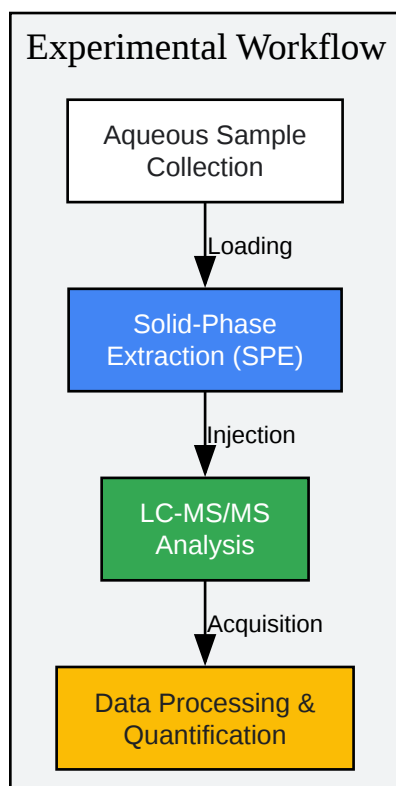 Experimental Workflow
Aqueous Sample
Collection
Loading
Solid-Phase
Extraction (SPE)
Injection
LC-MS/MS
Analysis
Acquisition
Data Processing &
Quantification